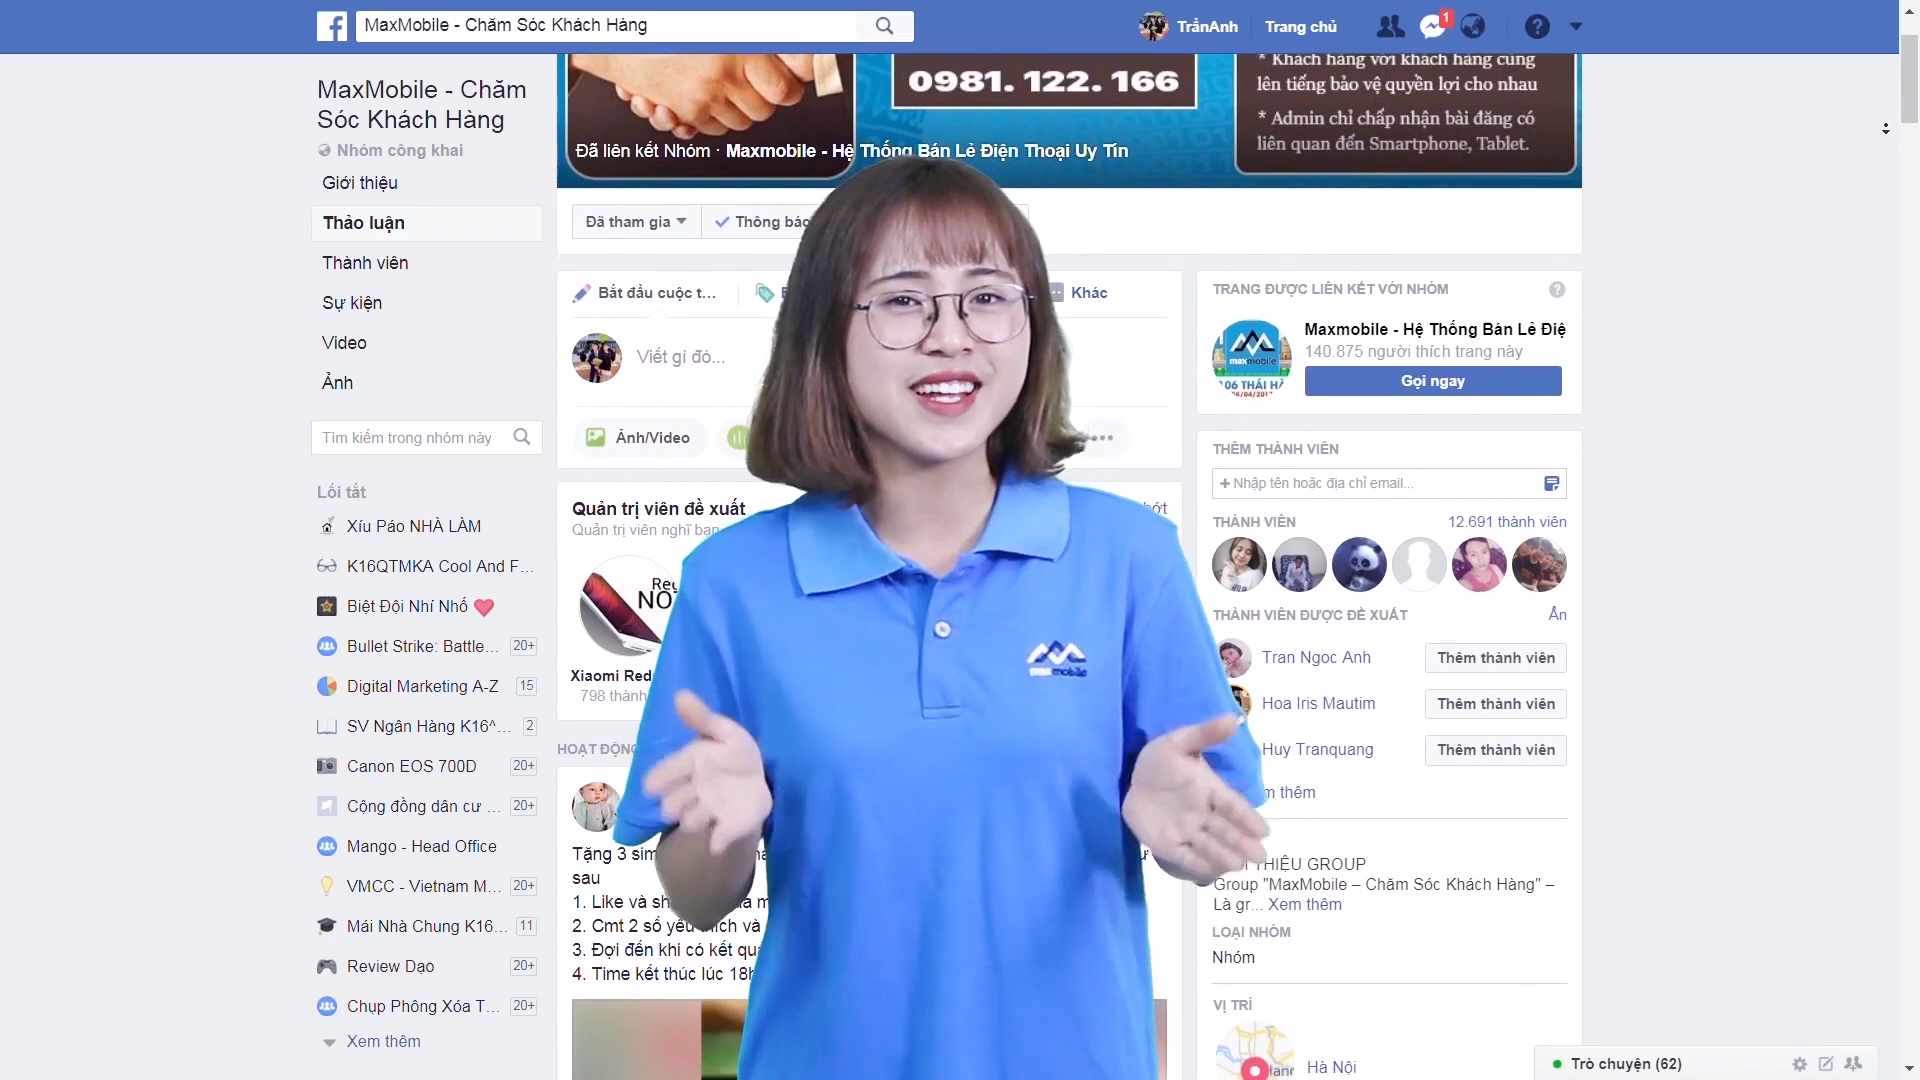 MaxMobile - Chăm Sóc Khách Hàng
TrầnAnh
Trang chủ
1
MaxMobile - Chăm
Sóc Khách Hàng
Nhóm công khai
Giới thiệu
Thảo luận
Thành viên
Sự kiện
Video
Ảnh
Tìm kiếm trong nhóm này
Lối tắt
Xíu Páo NHÀ LÀM
K16QTMKA Cool And F...
Biệt Đội Nhí Nhố
Bullet Strike: Battle... 20+
Digital Marketing A-Z 15
SV Ngân Hàng K16^... 2
Canon EOS 700D 20+
Cộng đồng dân cư ... 20+
Mango - Head Office
VMCC - Vietnam M... 20+
Mái Nhà Chung K16... 11
Review Dạo 20+
Chụp Phông Xóa T... 20+
Xem thêm
0981. 122. 166
* Khách hàng với khách hàng cùng
lên tiếng bảo vệ quyền lợi cho nhau
* Admin chỉ chấp nhận bài đăng có
liên quan đến Smartphone, Tablet.
Đã liên kết Nhóm · Maxmobile - Hệ Thống Bán Lẻ Điện Thoại Uy Tín
Đã tham gia
Thông báo
Bắt đầu cuộc t...
Khác
Viết gì đó...
Ảnh/Video
Quản trị viên đề xuất
Quản trị viên nghĩ bạn
Xiaomi Red
798 thành
HOẠT ĐỘNG
Tặng 3 sim
sau
1. Like và sh
2. Cmt 2 số yêu thích và
3. Đợi đến khi có kết quả
4. Time kết thúc lúc 18h
maxmobile
TRANG ĐƯỢC LIÊN KẾT VỚI NHÓM
maxmobile
106 THÁI HÀ
Maxmobile - Hệ Thống Bán Lẻ Điệ
140.875 người thích trang này
Gọi ngay
THÊM THÀNH VIÊN
+ Nhập tên hoặc địa chỉ email...
THÀNH VIÊN
12.691 thành viên
THÀNH VIÊN ĐƯỢC ĐỀ XUẤT
Ẩn
Tran Ngoc Anh
Thêm thành viên
Hoa Iris Mautim
Thêm thành viên
Huy Tranquang
Thêm thành viên
m thêm
THIỆU GROUP
Group "MaxMobile – Chăm Sóc Khách Hàng" –
Là gr... Xem thêm
LOẠI NHÓM
Nhóm
VỊ TRÍ
Hà Nội
Trò chuyện (62)